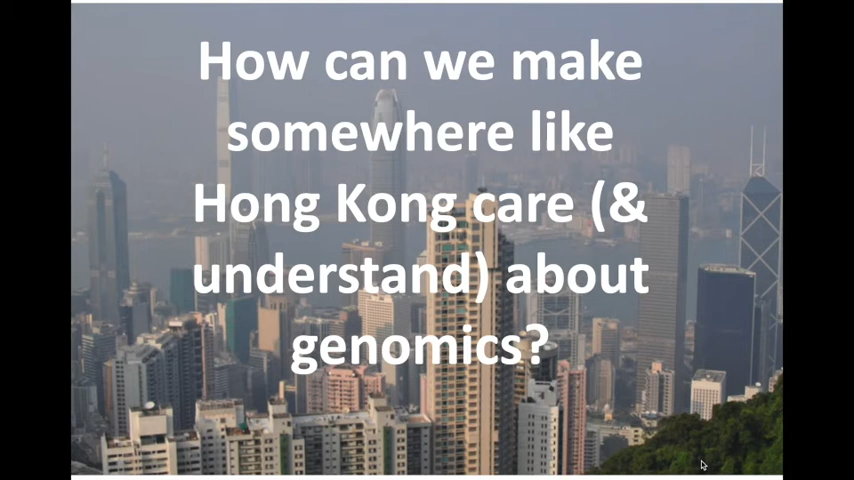 How can we make
somewhere like
Hong Kong care (&
understand) about
genomics?